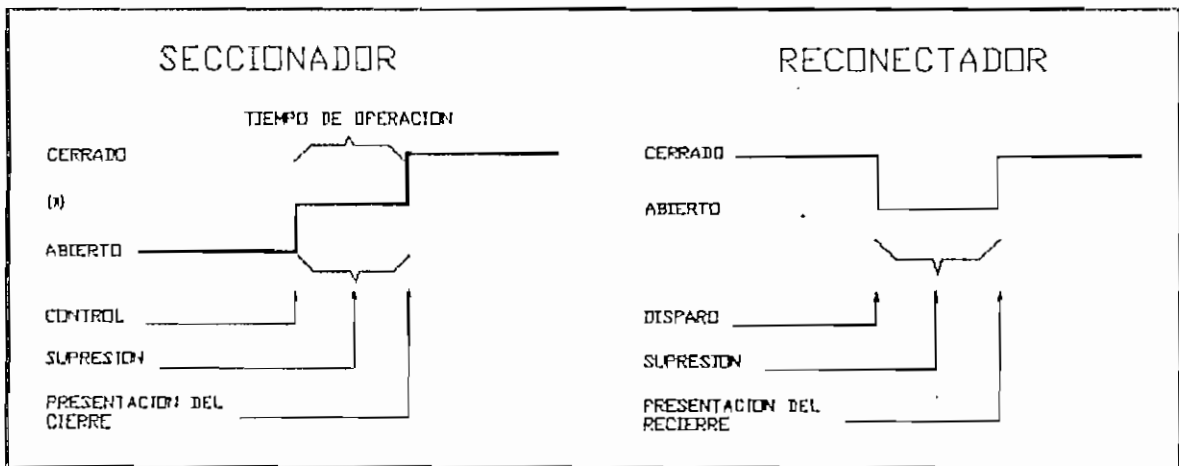 SECCIONADOR
TIEMPO DE OPERACION
CERRADO
(x)
ABIERTO
CONTROL
SUPRESION
PRESENTACION DEL
CIERRE
RECONECTADOR
CERRADO
ABIERTO
DISPARO
SUPRESION
PRESENTACION DEL
RECIERRE